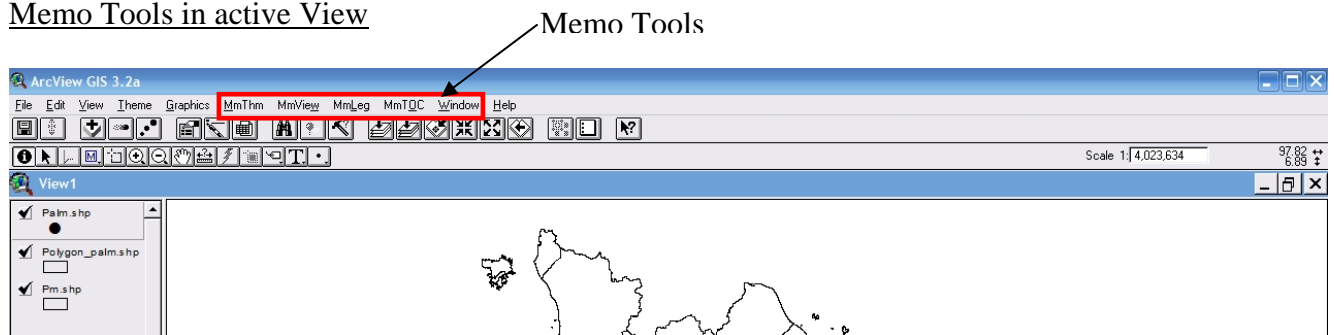 Memo Tools in active View
Memo Tools
ArcView GIS 3.2a
File Edit View Theme Graphics MmThm MmView MmLeg MmTOC Window Help
Scale 1: 4,023,634
97.82
6.89
View1
Palm.shp
Polygon_palm.shp
Pm.shp